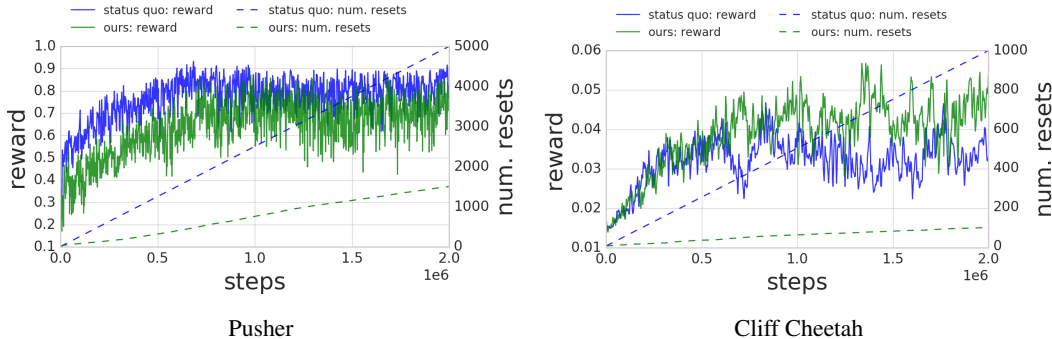 status quo: reward
status quo: num. resets
ours: reward
ours: num. resets
1.0
0.9
0.8
0.7
0.6
0.5
0.4
0.3
0.2
0.1
reward
5000
4000
3000
2000
1000
0
num. resets
0.0
0.5
1.0
1.5
2.0
1e6
steps
Pusher
status quo: reward
status quo: num. resets
ours: reward
ours: num. resets
0.06
0.05
0.04
0.03
0.02
0.01
reward
1000
800
600
400
200
0
num. resets
0.0
0.5
1.0
1.5
2.0
1e6
steps
Cliff Cheetah